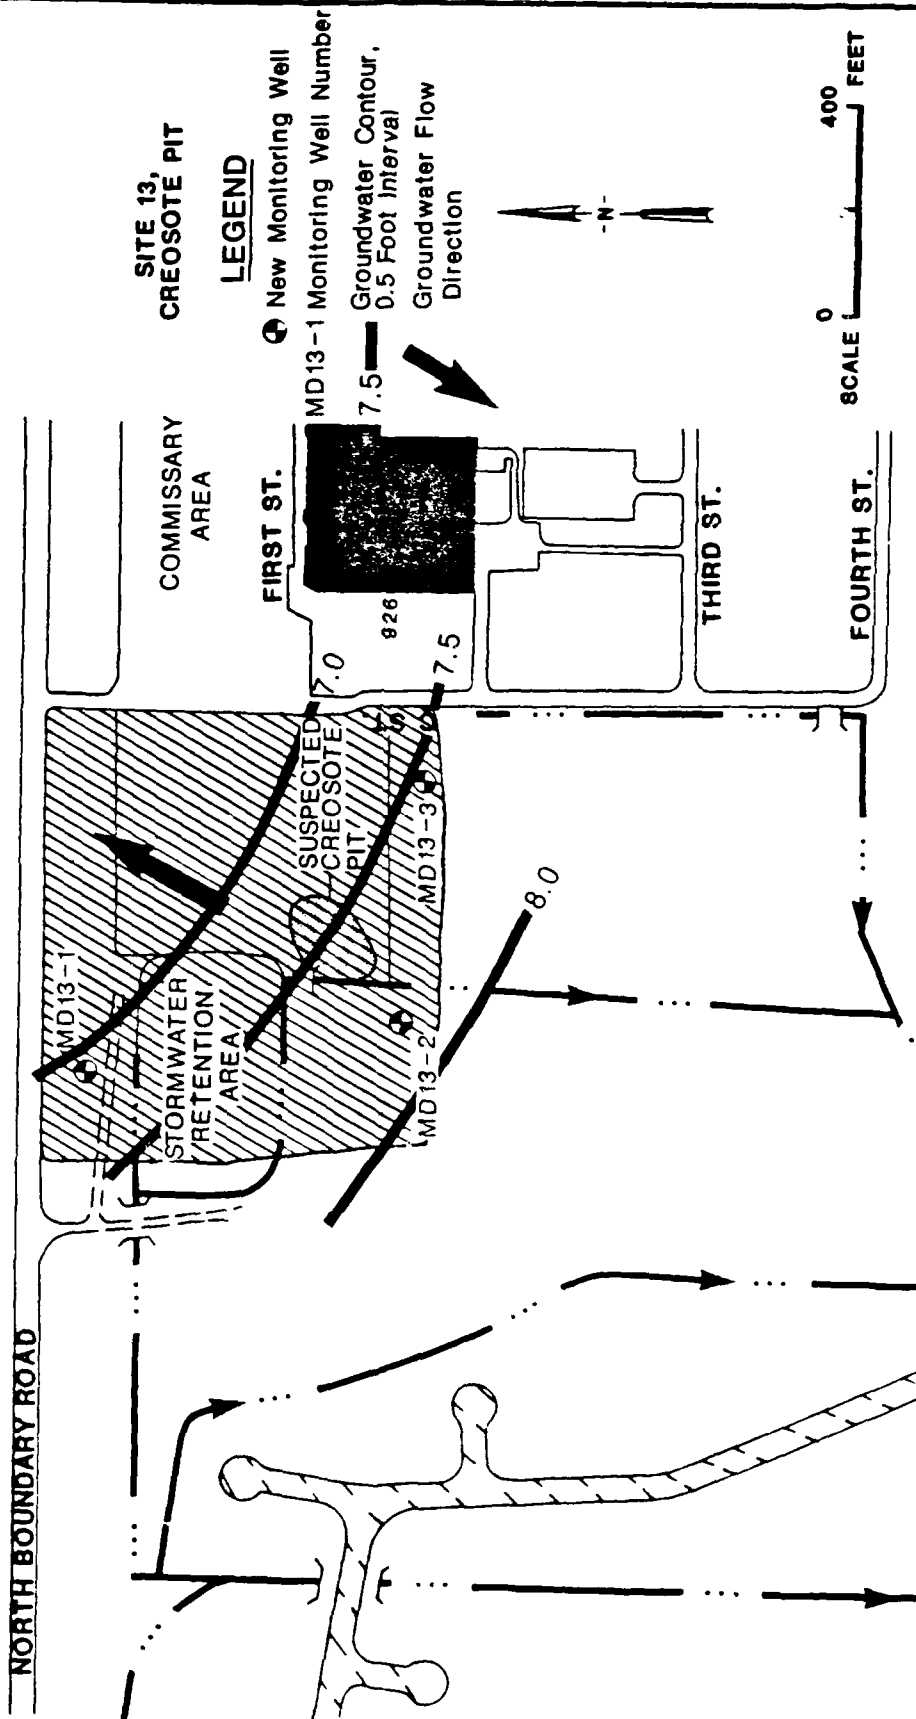 SITE 13,
CREOSOTE PIT
LEGEND
New Monitoring Well
MD13-1 Monitoring Well Number
7.5 Groundwater Contour,
0.5 Foot Interval
Groundwater Flow
Direction
-N-
SCALE
0
400
FEET
NORTH BOUNDARY ROAD
COMMISSARY
AREA
FIRST ST.
926
THIRD ST.
FOURTH ST.
7.0
7.5
8.0
MD13-1
STORMWATER
RETENTION
AREA
SUSPECTED
CREOSOTE
PIT
MD13-3
MD13-2